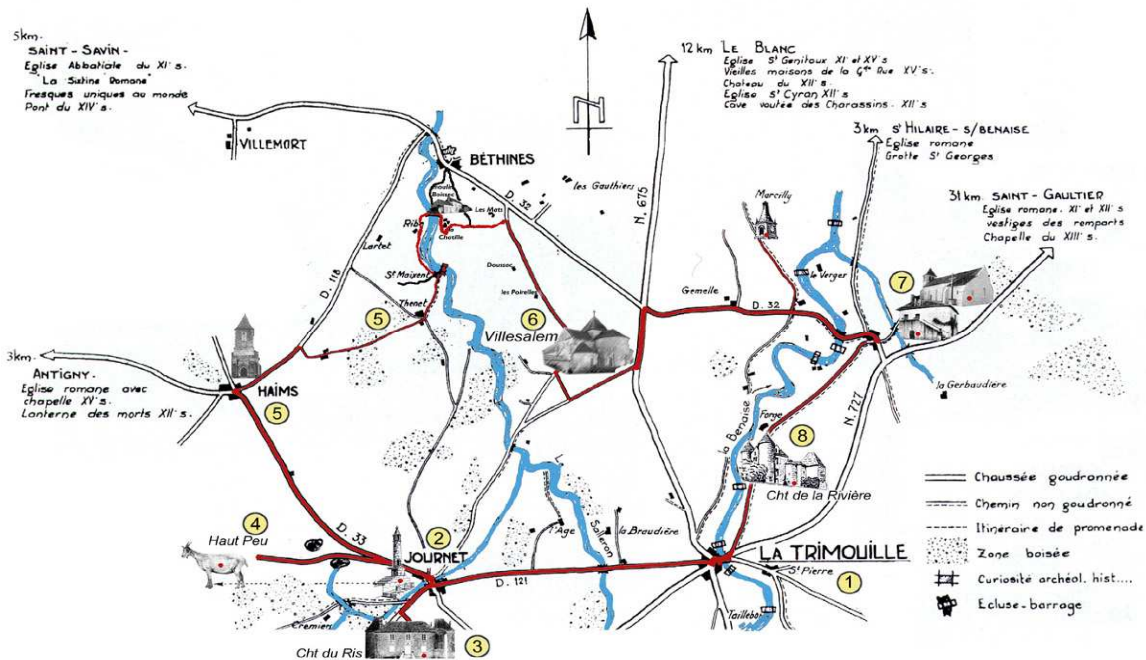 5km.
SAINT - SAVIN -
Eglise Abbatiale du XI's.
"La Sixtine Romane"
Fresques uniques au monde
Pont du XIV's.
12 km LE BLANC
Eglise St Genitoux XI' et XV's
Vieilles maisons de la Gde Rue XV's.
Chateau du XII's.
Eglise St Cyran XII's
Cave voutée des Charassins. XII's
3km ST HILAIRE - S/BENAISE
Eglise romane
Grotte St Georges
31 km. SAINT - GAULTIER
Eglise romane. XI' et XII's
vestiges des remparts
Chapelle du XIII's.
N
VILLEMORT
BÉTHINES
D. 32
les Gauthiers
N. 675
Marcilly
Les Mats
Rib
Lartet
D. 118
St Maixent
Doussac
Thenet
5
6
Villesalem
Gemelle
D. 32
le Verger
7
3km.
ANTIGNY.
Eglise romane avec
chapelle XV's.
Lanterne des morts XII's.
HAIMS
5
la Gerbaudière
N. 727
la Benaise
Forge
8
Cht de la Rivière
D. 33
4
Haut Peu
2
JOURNET
l'Age
Salleron
la Braudière
D. 121
LA TRIMOUILLE
St Pierre
1
Cremien
Cht du Ris
3
Chaussée goudronnée
Chemin non goudronné
Itinéraire de promenade
Zone boisée
Curiosité archéol. hist....
Ecluse-barrage